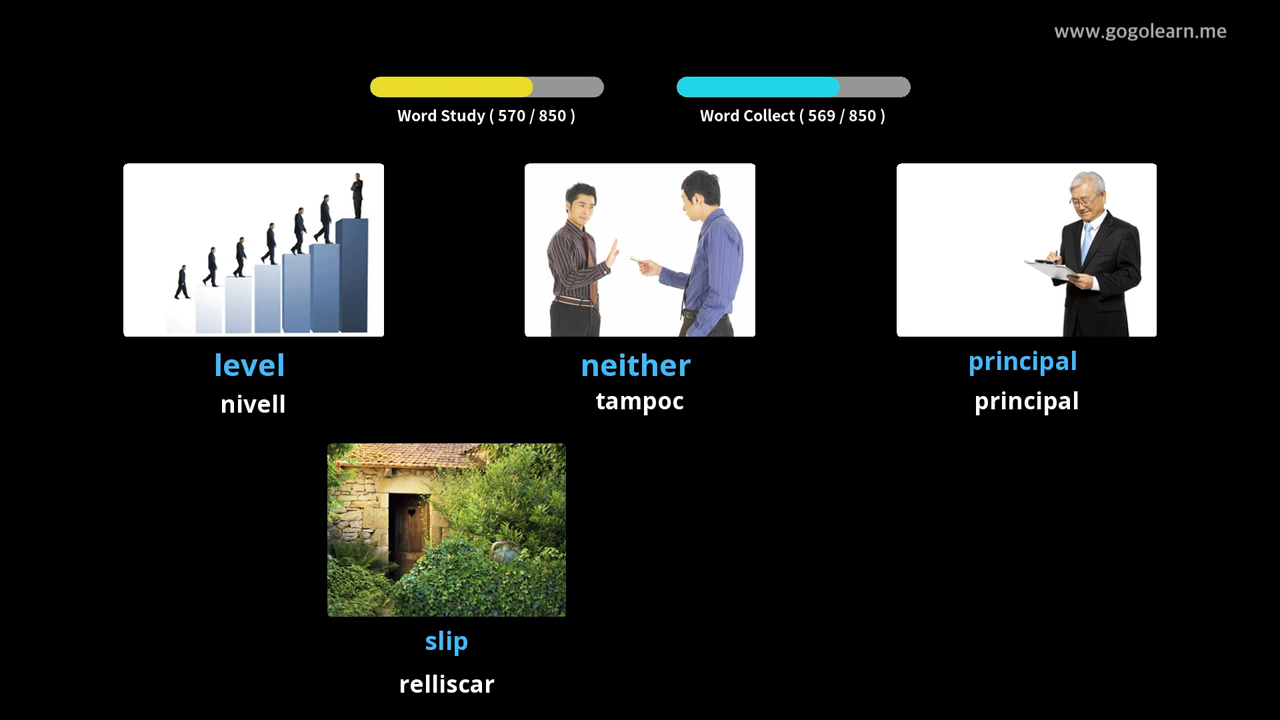 www.gogolearn.me
Word Study ( 570 / 850 )
Word Collect ( 569 / 850 )
level
nivell
neither
tampoc
principal
principal
slip
relliscar